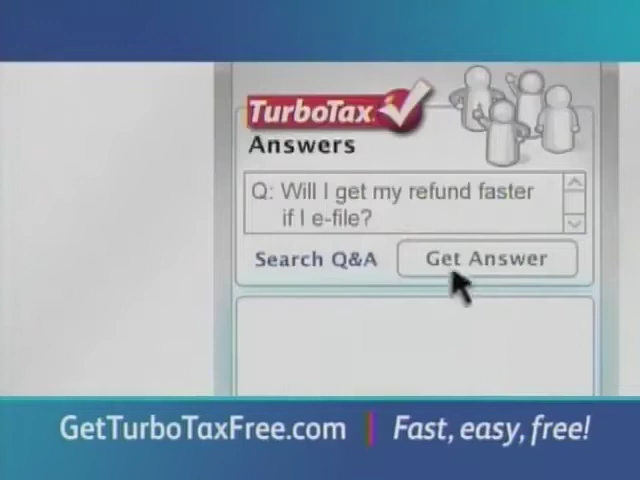 TurboTax
Answers
Q: Will I get my refund faster
if I e-file?
Search Q&A
Get Answer
GetTurboTaxFree.com | Fast, easy, free!